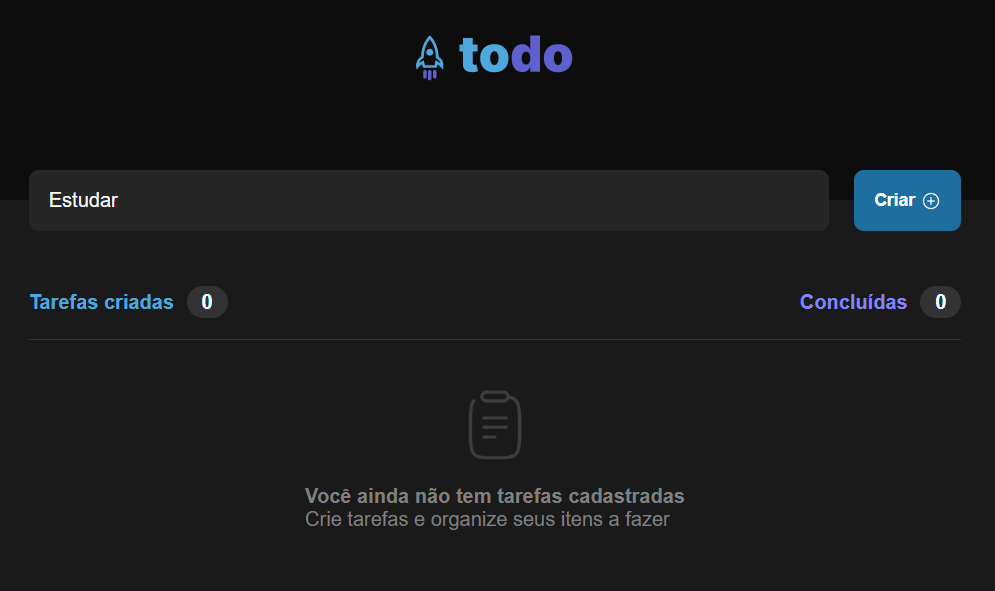 todo
Estudar
Criar
Tarefas criadas 0
Concluídas 0
Você ainda não tem tarefas cadastradas
Crie tarefas e organize seus itens a fazer